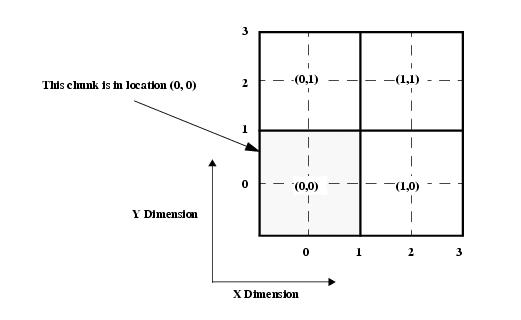 3
(0,1) (1,1)
2
This chunk is in location (0, 0)
1
0
(0,0) (1,0)
Y Dimension
0 1 2 3
X Dimension